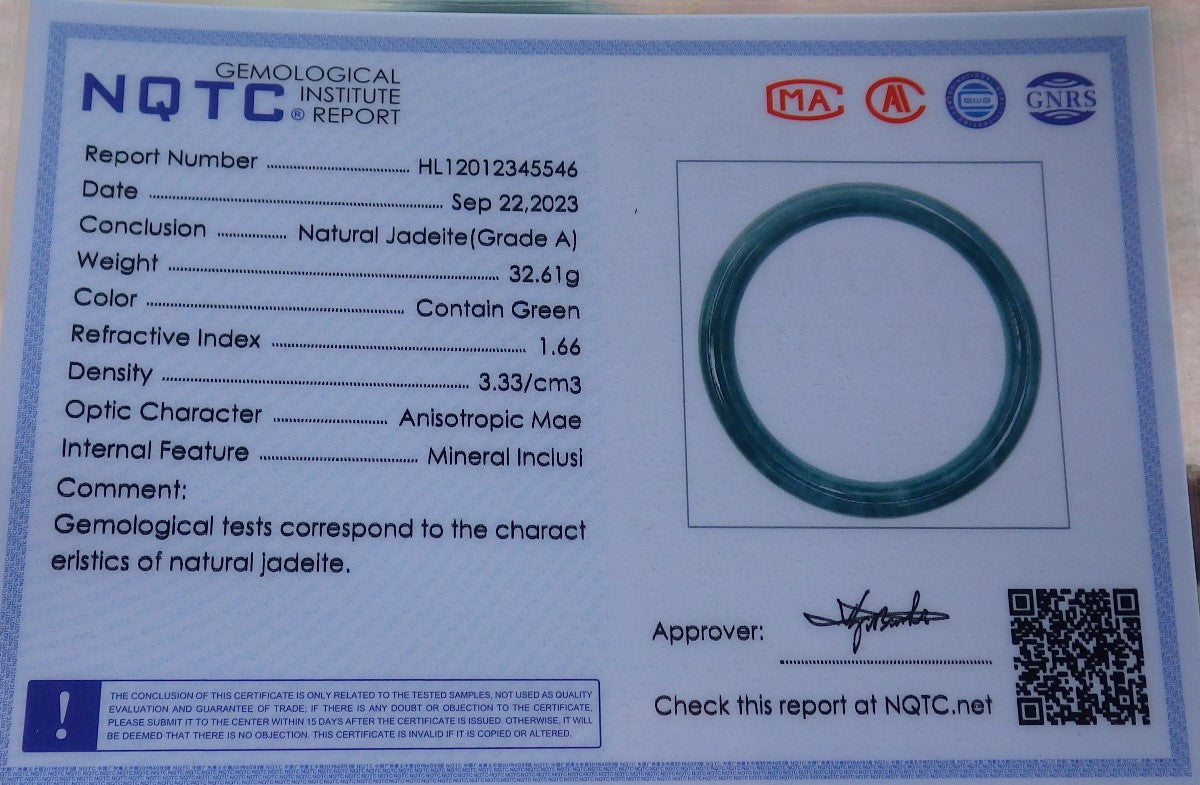 NQTC® GEMOLOGICAL
INSTITUTE
REPORT
MA
GNRS
Report Number ........ HL12012345546
Date ........ Sep 22,2023
Conclusion ........ Natural Jadeite(Grade A)
Weight ........ 32.61g
Color ........ Contain Green
Refractive Index ........ 1.66
Density ........ 3.33/cm3
Optic Character ........ Anisotropic Mae
Internal Feature ........ Mineral Inclusi
Comment:
Gemological tests correspond to the charact
eristics of natural jadeite.
Approver:
Check this report at NQTC.net
!
THE CONCLUSION OF THIS CERTIFICATE IS ONLY RELATED TO THE TESTED SAMPLES, NOT USED AS QUALITY
EVALUATION AND GUARANTEE OF TRADE; IF THERE IS ANY DOUBT OR OBJECTION TO THE CERTIFICATE,
PLEASE SUBMIT IT TO THE CENTER WITHIN 15 DAYS AFTER THE CERTIFICATE IS ISSUED. OTHERWISE, IT WILL
BE DEEMED THAT THERE IS NO OBJECTION. THIS CERTIFICATE IS INVALID IF IT IS COPIED OR ALTERED.